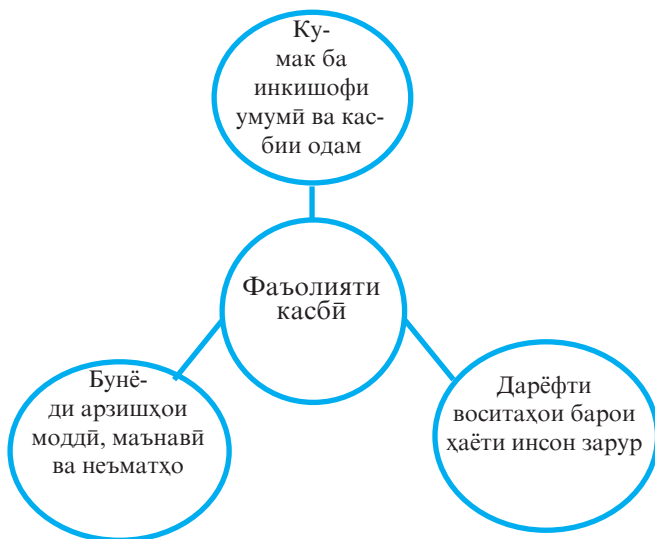 Ку-
мак ба
инкишофи
умумӣ ва кас-
бии одам
Фаъолияти
касбӣ
Бунё-
ди арзишҳои
моддӣ, маънавӣ
ва неъматҳо
Дарёфти
воситаҳои барои
ҳаёти инсон зарур